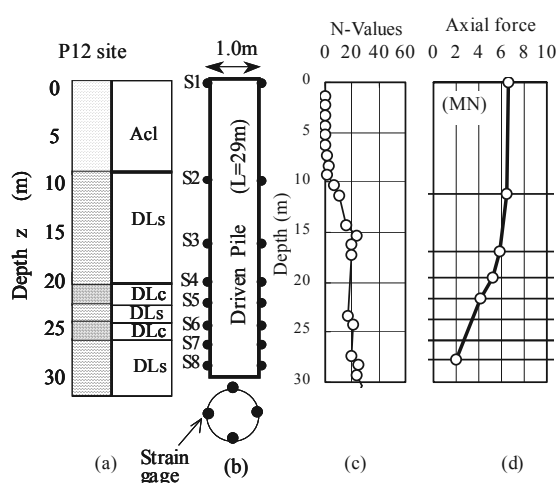 P12 site
1.0m
N-Values
Axial force
0 20 40 60
0 2 4 6 8 10
(MN)
Depth z (m)
0
5
10
15
20
25
30
Acl
DLs
DLc
DLs
DLc
DLs
S1
S2
S3
S4
S5
S6
S7
S8
Driven Pile (L=29m)
Depth (m)
0
5
10
15
20
25
30
Strain
gage
(a)
(b)
(c)
(d)